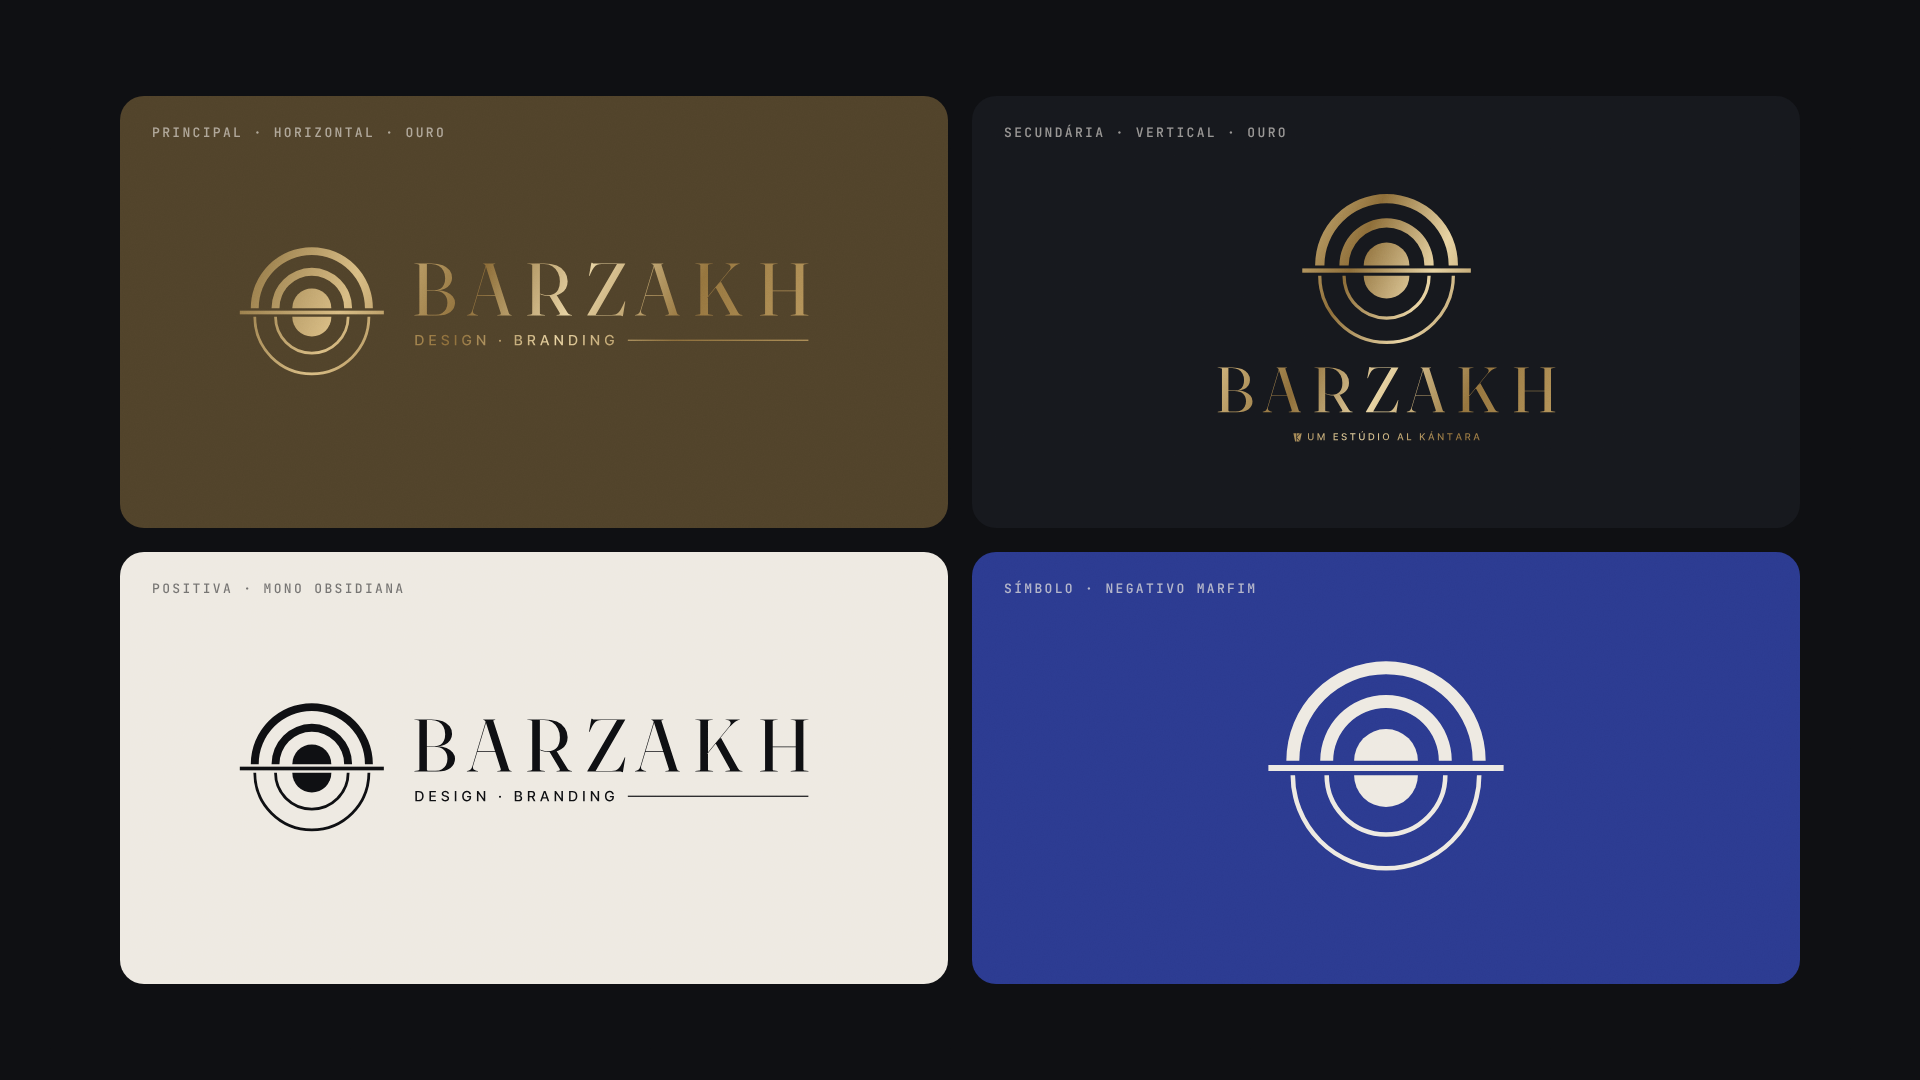 PRINCIPAL · HORIZONTAL · OURO
BARZAKH
DESIGN · BRANDING
SECUNDÁRIA · VERTICAL · OURO
BARZAKH
UM ESTÚDIO AL KÁNTARA
POSITIVA · MONO OBSIDIANA
BARZAKH
DESIGN · BRANDING
SÍMBOLO · NEGATIVO MARFIM